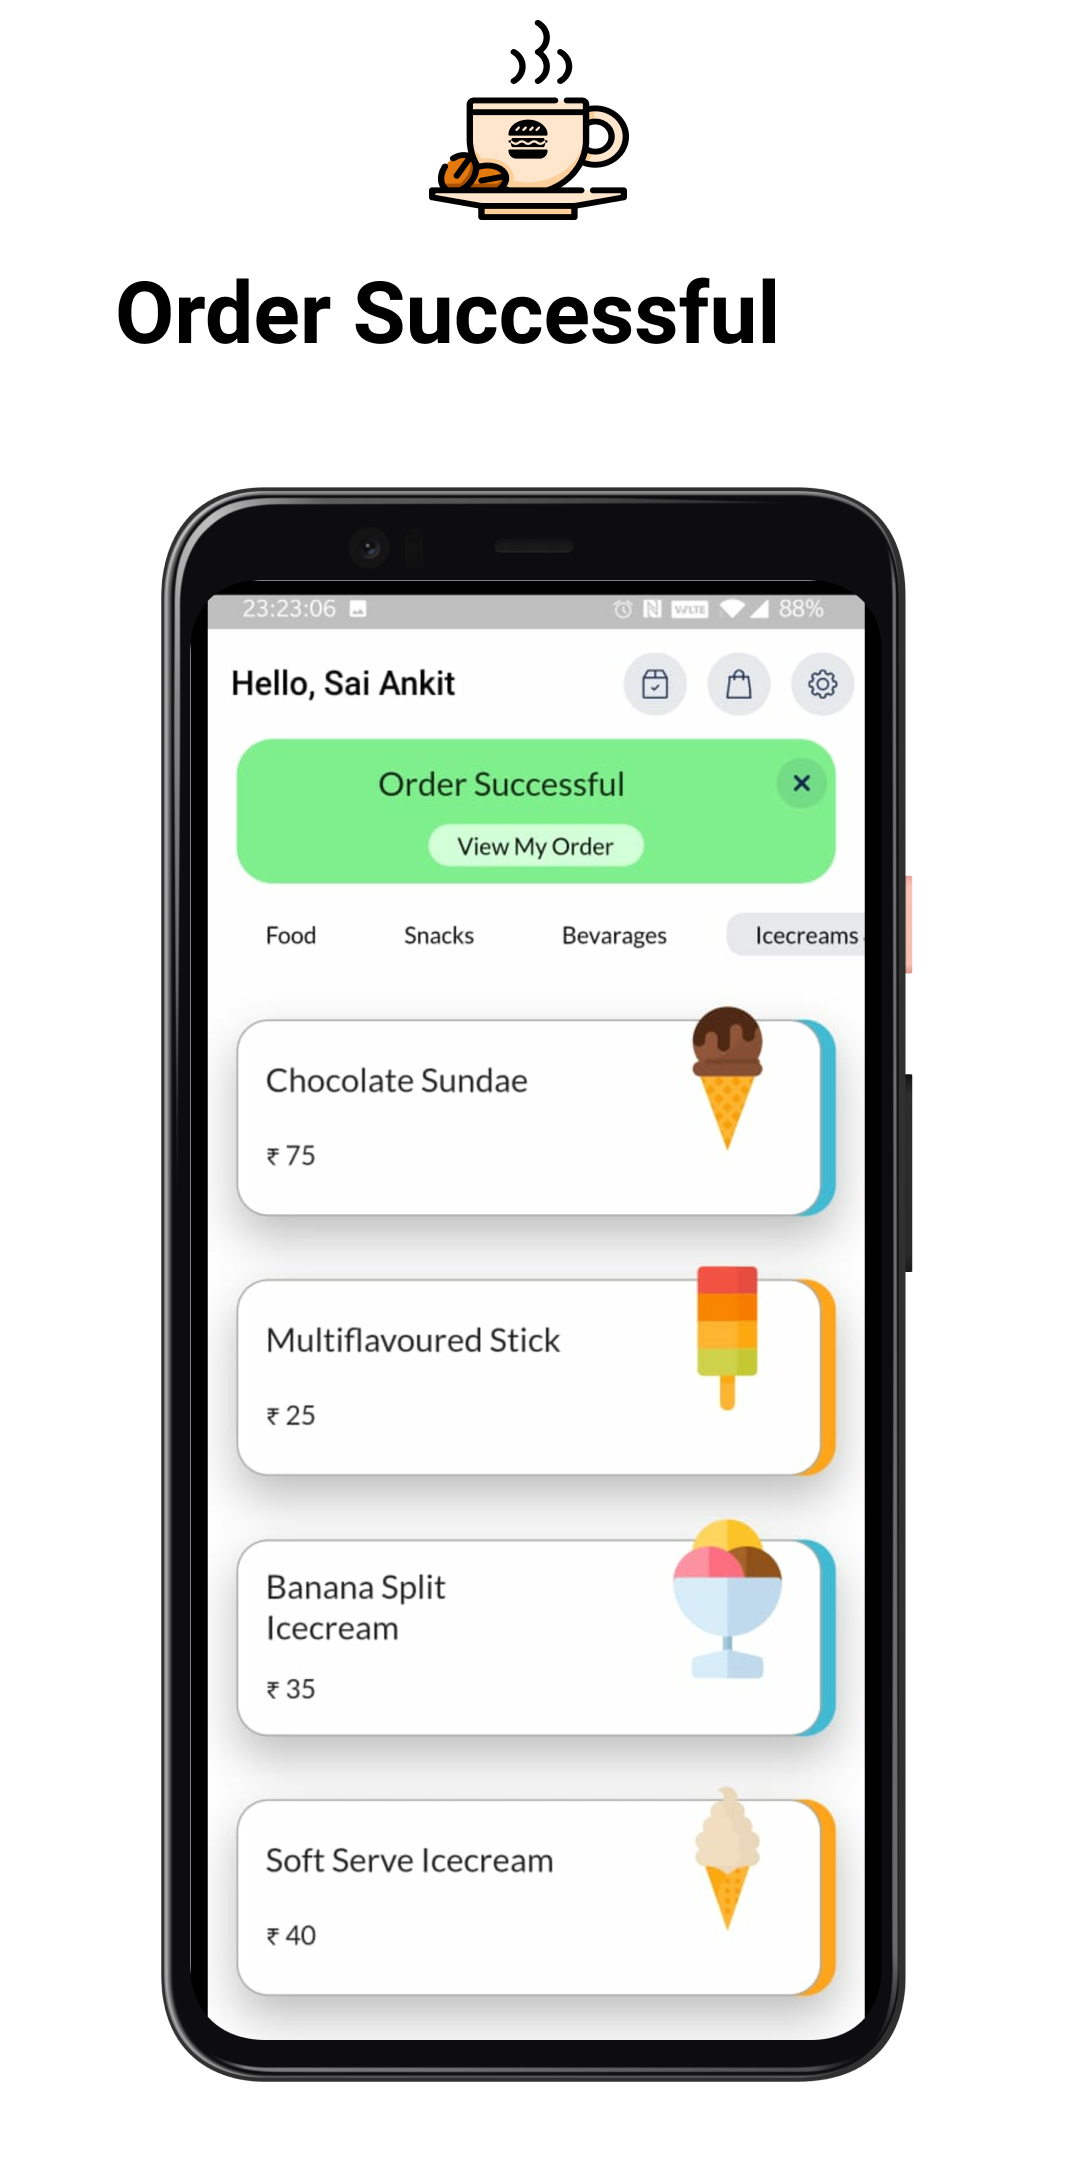 Order Successful
23:23:06 VoLTE 88%
Hello, Sai Ankit
Order Successful
View My Order
Food Snacks Bevarages Icecreams
Chocolate Sundae
₹ 75
Multiflavoured Stick
₹ 25
Banana Split
Icecream
₹ 35
Soft Serve Icecream
₹ 40